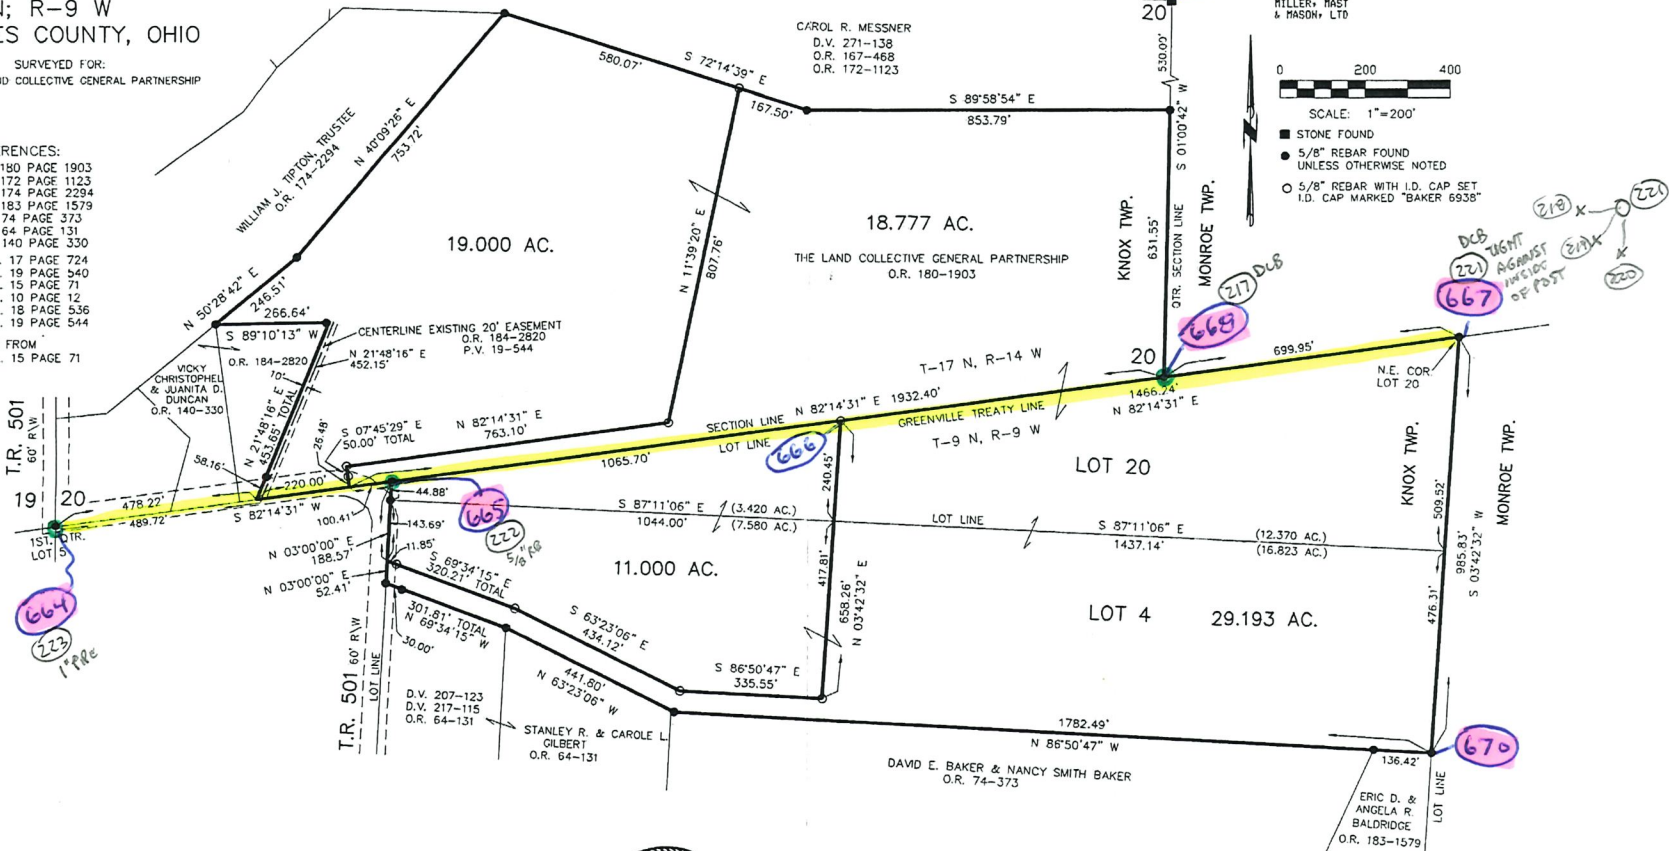 N; R-9 W
ES COUNTY, OHIO
SURVEYED FOR:
COLLECTIVE GENERAL PARTNERSHIP
RENCES:
180 PAGE 1903
172 PAGE 1123
174 PAGE 2294
183 PAGE 1579
74 PAGE 373
64 PAGE 131
140 PAGE 330
. 17 PAGE 724
. 19 PAGE 540
. 15 PAGE 71
. 10 PAGE 12
. 18 PAGE 536
. 19 PAGE 544
FROM
. 15 PAGE 71
WILLIAM J. TIPTON, TRUSTEE
O.R. 174-2294
N 40°09'26" E
753.72'
580.07'
S 72°14'39" E
167.50'
CAROL R. MESSNER
D.V. 271-138
O.R. 167-468
O.R. 172-1123
S 89°58'54" E
853.79'
20
530.00'
S 01°00'42" W
631.55'
QTR. SECTION LINE
KNOX TWP.
MONROE TWP.
MILLER, MAST
& MASON, LTD
0 200 400
SCALE: 1"=200'
STONE FOUND
5/8" REBAR FOUND
UNLESS OTHERWISE NOTED
5/8" REBAR WITH I.D. CAP SET
I.D. CAP MARKED "BAKER 6938"
218 X
221
219 X
X
220
DCB
221
TIGHT
AGAINST
INSIDE
OF POST
667
217 DCB
668
19.000 AC.
N 11°39'20" E
807.76'
18.777 AC.
THE LAND COLLECTIVE GENERAL PARTNERSHIP
O.R. 180-1903
N 50°28'42" E
246.51'
266.64'
S 89°10'13" W
CENTERLINE EXISTING 20' EASEMENT
O.R. 184-2820
P.V. 19-544
N 21°48'16" E
452.15'
O.R. 184-2820
10'
VICKY
CHRISTOPHEL
& JUANITA D.
DUNCAN
O.R. 140-330
N 21°48'16" E
453.65' TOTAL
58.16'
26.48'
S 07°45'29" E
50.00' TOTAL
N 82°14'31" E
763.10'
SECTION LINE
LOT LINE
N 82°14'31" E 1932.40'
GREENVILLE TREATY LINE
T-17 N, R-14 W
T-9 N, R-9 W
20
1466.24'
N 82°14'31" E
699.95'
N.E. COR.
LOT 20
T.R. 501
60' R\W
19 20
478.22'
489.72'
S 82°14'31" W
220.00'
100.41'
1ST. QTR.
LOT 5
664
223
1" PRE
1065.70'
666
665
222
5/8" RB
44.88'
143.69'
11.85'
N 03°00'00" E
188.57'
N 03°00'00" E
52.41'
S 87°11'06" E
1044.00'
(3.420 AC.)
(7.580 AC.)
240.45'
417.81'
658.26'
N 03°42'32" E
LOT 20
LOT LINE
S 87°11'06" E
1437.14'
(12.370 AC.)
(16.823 AC.)
KNOX TWP.
MONROE TWP.
509.52'
476.31'
985.83'
S 03°42'32" W
11.000 AC.
LOT 4 29.193 AC.
S 69°34'15" E
320.21' TOTAL
301.81' TOTAL
N 69°34'15" W
30.00'
S 63°23'06" E
434.12'
441.80'
N 63°23'06" W
S 86°50'47" E
335.55'
T.R. 501 60' R\W
LOT LINE
D.V. 207-123
D.V. 217-115
O.R. 64-131
STANLEY R. & CAROLE L.
GILBERT
O.R. 64-131
1782.49'
N 86°50'47" W
DAVID E. BAKER & NANCY SMITH BAKER
O.R. 74-373
670
136.42'
ERIC D. &
ANGELA R.
BALDRIDGE
O.R. 183-1579
LOT LINE